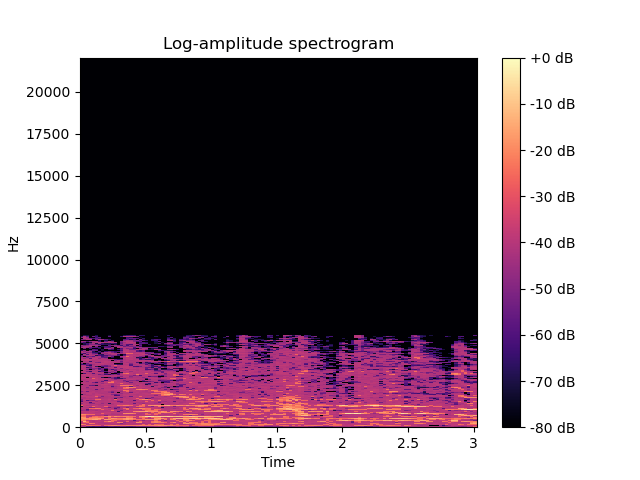 Log-amplitude spectrogram
Hz
20000
17500
15000
12500
10000
7500
5000
2500
0
0 0.5 1 1.5 2 2.5 3
Time
+0 dB
-10 dB
-20 dB
-30 dB
-40 dB
-50 dB
-60 dB
-70 dB
-80 dB